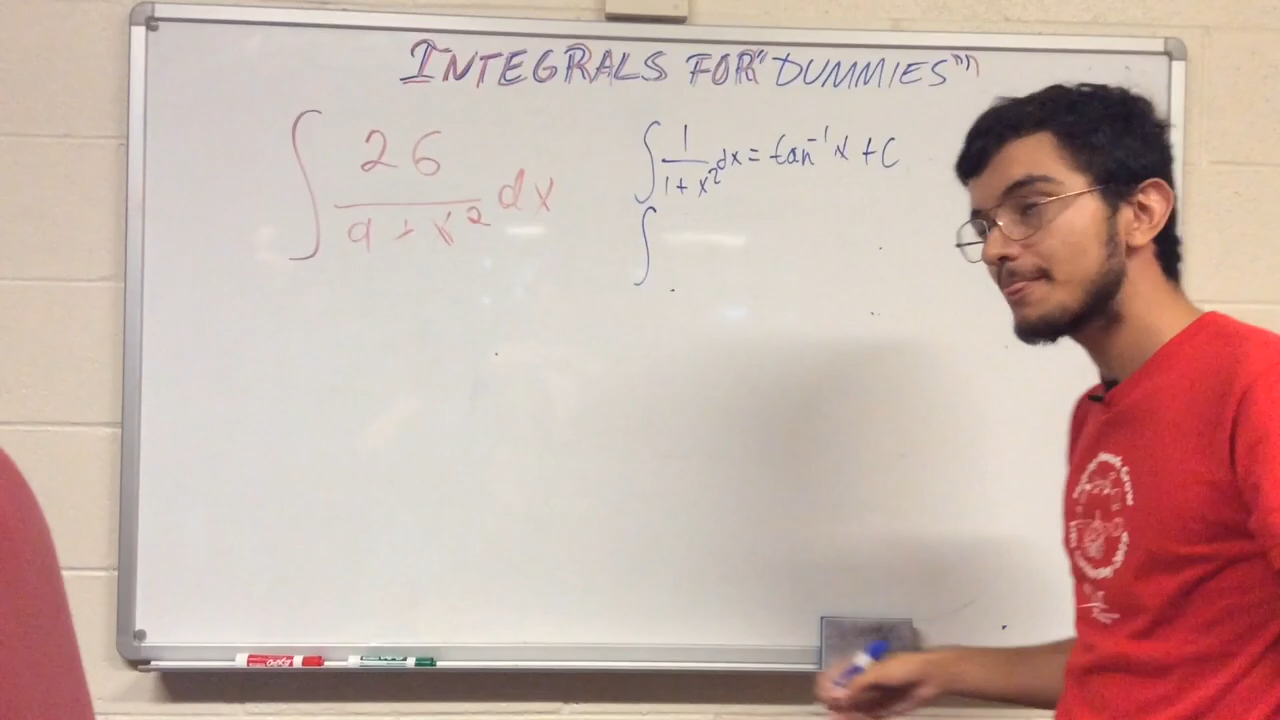 INTEGRALS FOR "DUMMIES"
∫ 26 / (9 + x²) dx
∫ 1 / (1 + x²) dx = tan⁻¹ x + C
∫